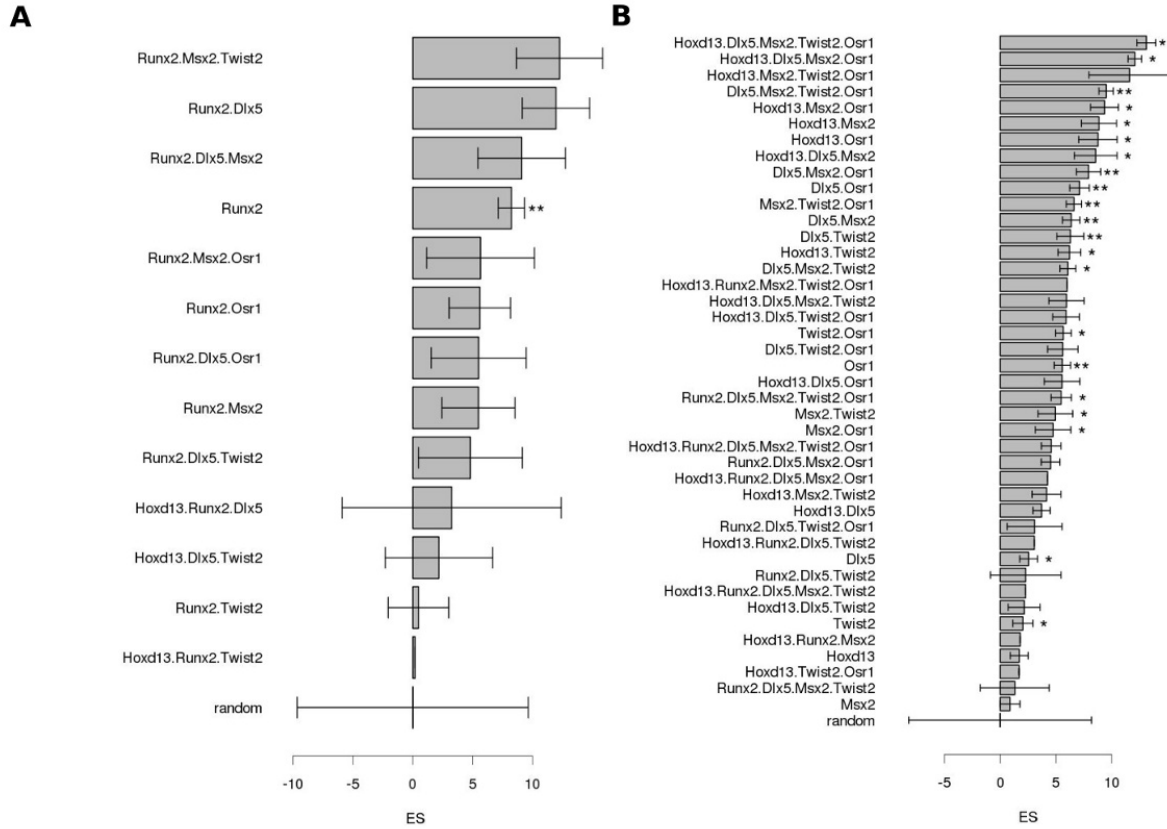 A
Runx2.Msx2.Twist2
Runx2.Dlx5
Runx2.Dlx5.Msx2
Runx2
**
Runx2.Msx2.Osr1
Runx2.Osr1
Runx2.Dlx5.Osr1
Runx2.Msx2
Runx2.Dlx5.Twist2
Hoxd13.Runx2.Dlx5
Hoxd13.Dlx5.Twist2
Runx2.Twist2
Hoxd13.Runx2.Twist2
random
-10 -5 0 5 10
ES
B
Hoxd13.Dlx5.Msx2.Twist2.Osr1 *
Hoxd13.Dlx5.Msx2.Osr1 *
Hoxd13.Msx2.Twist2.Osr1
Dlx5.Msx2.Twist2.Osr1 **
Hoxd13.Msx2.Osr1 *
Hoxd13.Msx2 *
Hoxd13.Osr1 *
Hoxd13.Dlx5.Msx2 *
Dlx5.Msx2.Osr1 **
Dlx5.Osr1 **
Msx2.Twist2.Osr1 **
Dlx5.Msx2 **
Dlx5.Twist2 **
Hoxd13.Twist2 *
Dlx5.Msx2.Twist2 *
Hoxd13.Runx2.Msx2.Twist2.Osr1
Hoxd13.Dlx5.Msx2.Twist2
Hoxd13.Dlx5.Twist2.Osr1
Twist2.Osr1 *
Dlx5.Twist2.Osr1
Osr1 **
Hoxd13.Dlx5.Osr1
Runx2.Dlx5.Msx2.Twist2.Osr1 *
Msx2.Twist2 *
Msx2.Osr1 *
Hoxd13.Runx2.Dlx5.Msx2.Twist2.Osr1
Runx2.Dlx5.Msx2.Osr1
Hoxd13.Runx2.Dlx5.Msx2.Osr1
Hoxd13.Msx2.Twist2
Hoxd13.Dlx5
Runx2.Dlx5.Twist2.Osr1
Hoxd13.Runx2.Dlx5.Twist2
Dlx5 *
Runx2.Dlx5.Twist2
Hoxd13.Runx2.Dlx5.Msx2.Twist2
Hoxd13.Dlx5.Twist2
Twist2 *
Hoxd13.Runx2.Msx2
Hoxd13
Hoxd13.Twist2.Osr1
Runx2.Dlx5.Msx2.Twist2
Msx2
random
-5 0 5 10
ES